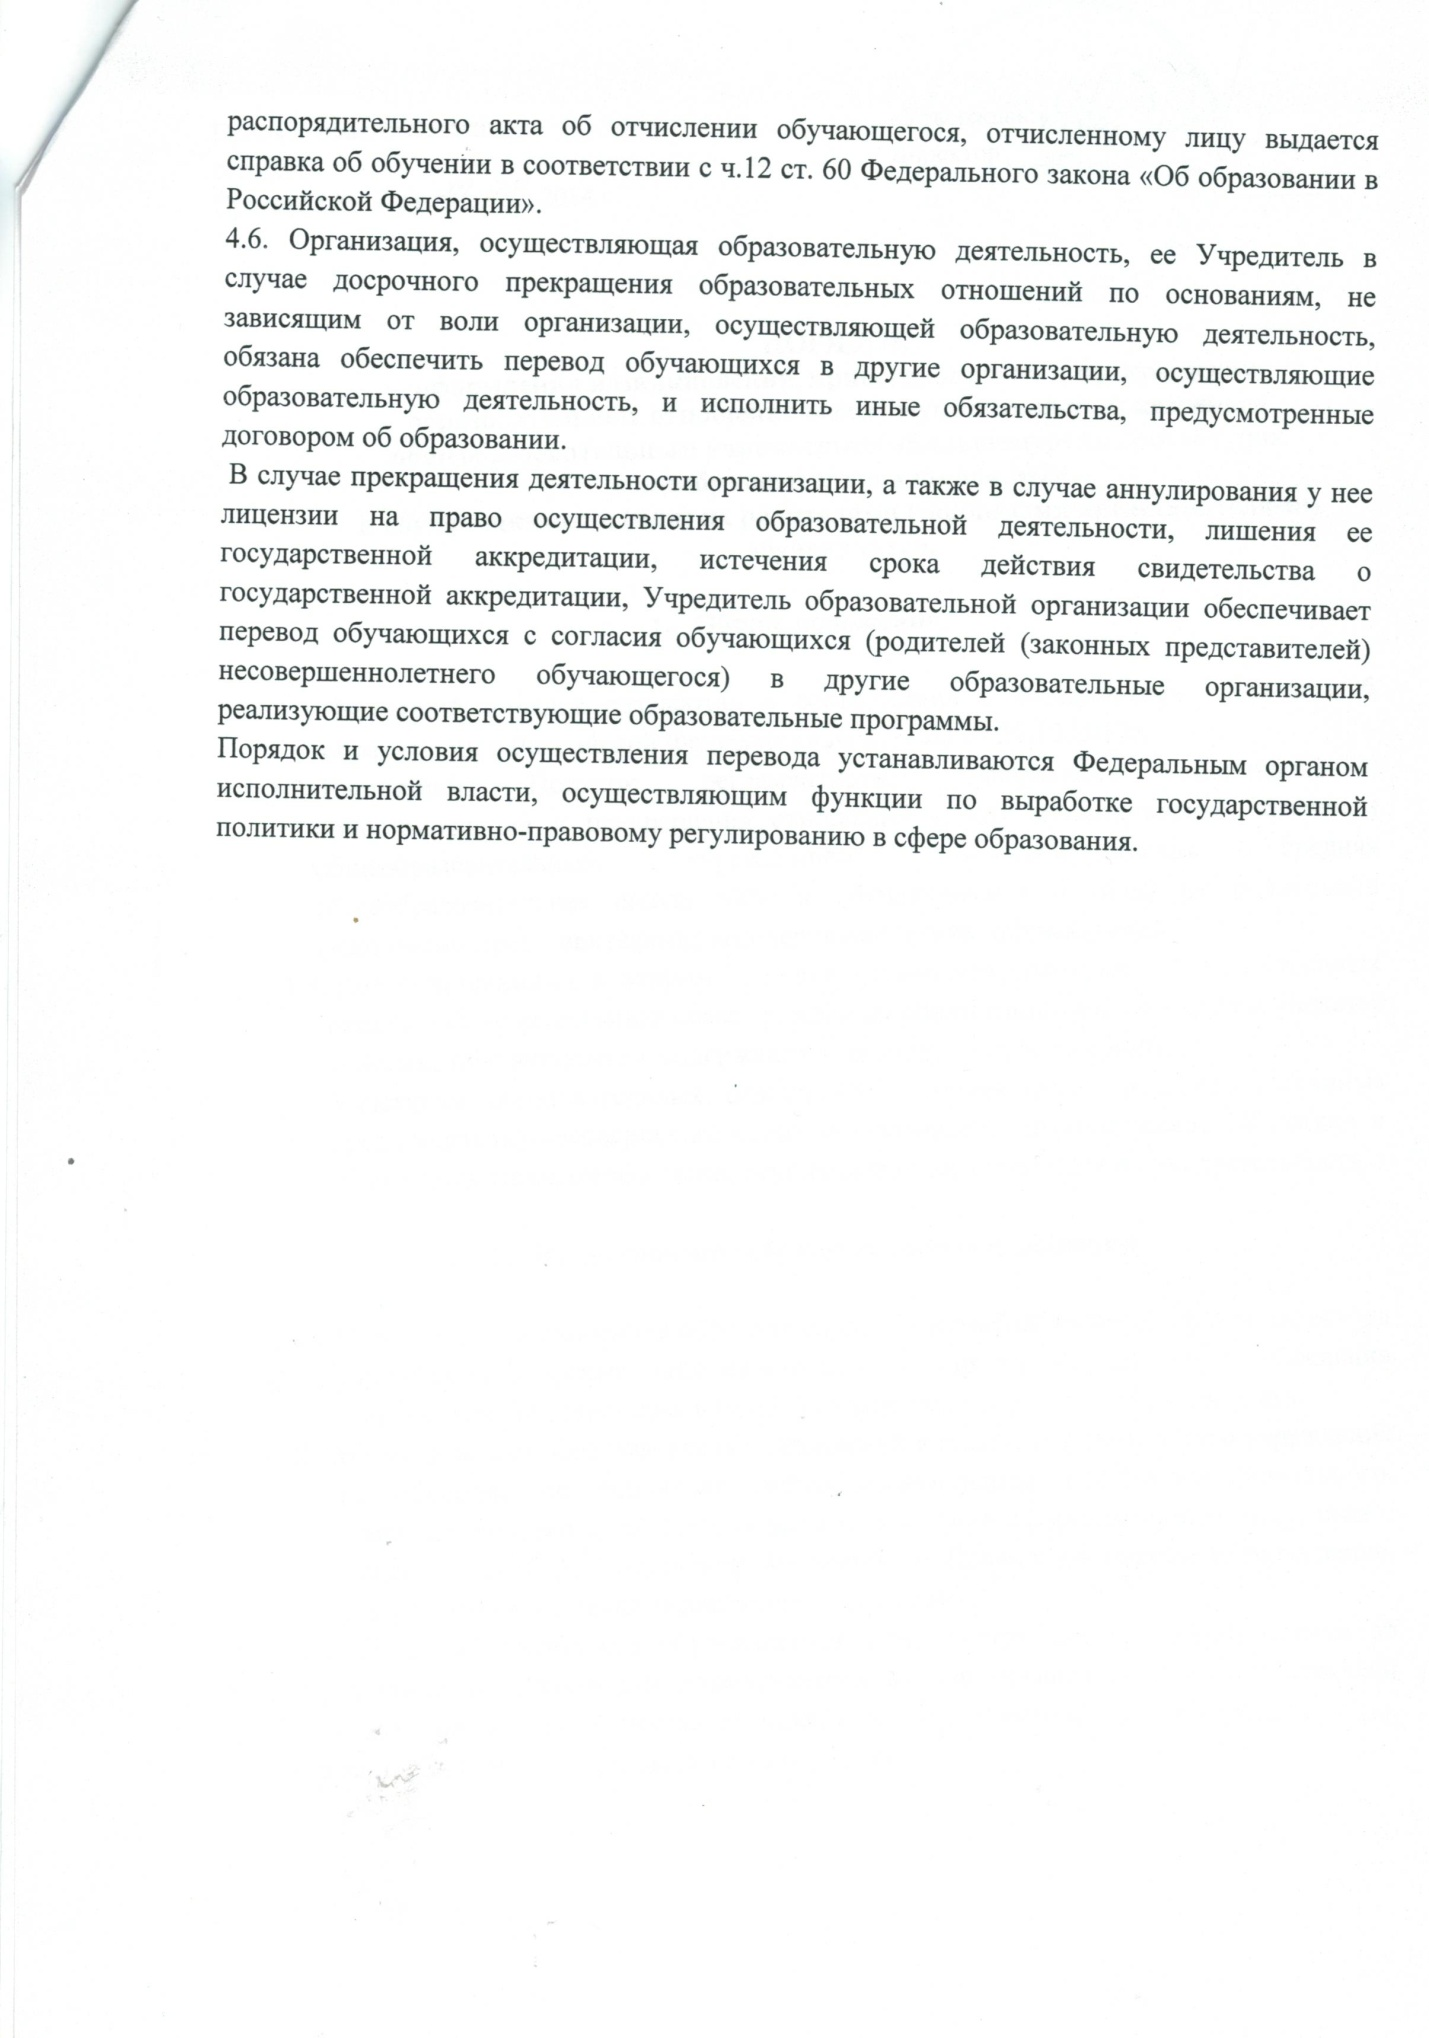 распорядительного акта об отчислении обучающегося, отчисленному лицу выдается
справка об обучении в соответствии с ч.12 ст. 60 Федерального закона «Об образовании в
Российской Федерации».
4.6. Организация, осуществляющая образовательную деятельность, ее Учредитель в
случае досрочного прекращения образовательных отношений по основаниям, не
зависящим от воли организации, осуществляющей образовательную деятельность,
обязана обеспечить перевод обучающихся в другие организации, осуществляющие
образовательную деятельность, и исполнить иные обязательства, предусмотренные
договором об образовании.
В случае прекращения деятельности организации, а также в случае аннулирования у нее
лицензии на право осуществления образовательной деятельности, лишения ее
государственной аккредитации, истечения срока действия свидетельства о
государственной аккредитации, Учредитель образовательной организации обеспечивает
перевод обучающихся с согласия обучающихся (родителей (законных представителей)
несовершеннолетнего обучающегося) в другие образовательные организации,
реализующие соответствующие образовательные программы.
Порядок и условия осуществления перевода устанавливаются Федеральным органом
исполнительной власти, осуществляющим функции по выработке государственной
политики и нормативно-правовому регулированию в сфере образования.